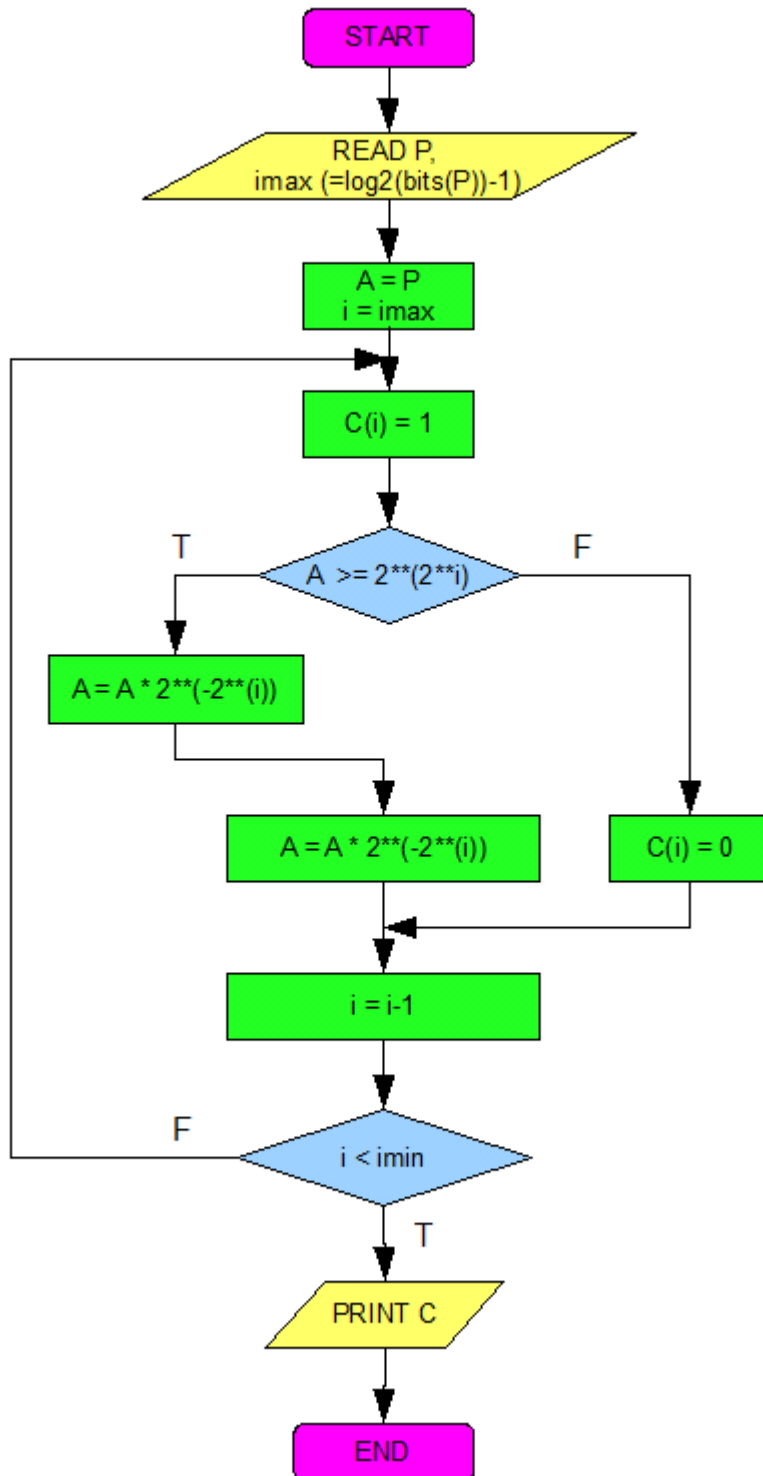 START
READ P,
imax (=log2(bits(P))-1)
A = P
i = imax
C(i) = 1
T
F
A >= 2**(2**i)
A = A * 2**(-2**(i))
A = A * 2**(-2**(i))
C(i) = 0
i = i-1
F
i < imin
T
PRINT C
END